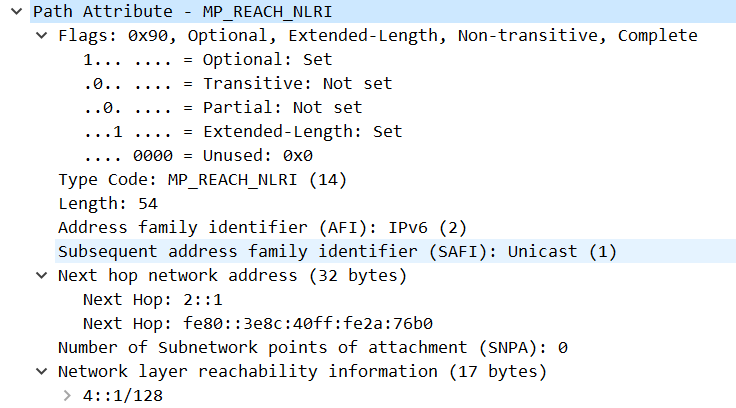 Path Attribute - MP_REACH_NLRI
Flags: 0x90, Optional, Extended-Length, Non-transitive, Complete
1... .... = Optional: Set
.0.. .... = Transitive: Not set
..0. .... = Partial: Not set
...1 .... = Extended-Length: Set
.... 0000 = Unused: 0x0
Type Code: MP_REACH_NLRI (14)
Length: 54
Address family identifier (AFI): IPv6 (2)
Subsequent address family identifier (SAFI): Unicast (1)
Next hop network address (32 bytes)
Next Hop: 2::1
Next Hop: fe80::3e8c:40ff:fe2a:76b0
Number of Subnetwork points of attachment (SNPA): 0
Network layer reachability information (17 bytes)
4::1/128